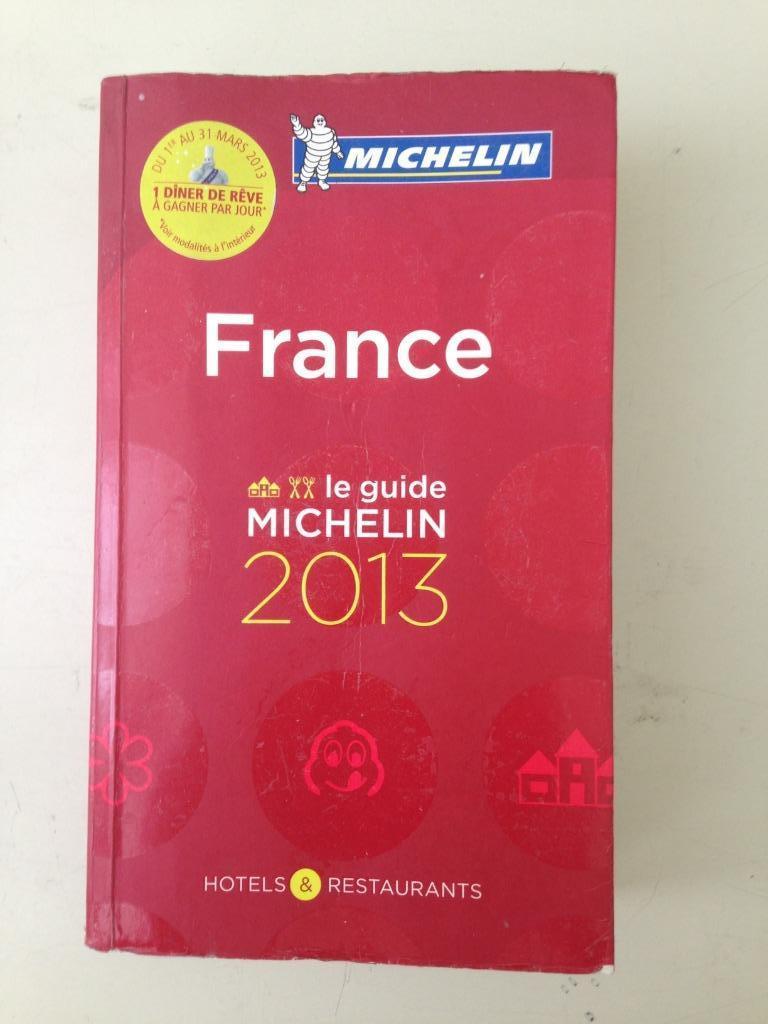 DU 1ER AU 31 MARS 2013
1 DÎNER DE RÊVE
À GAGNER PAR JOUR*
*Voir modalités à l'intérieur
MICHELIN
France
le guide
MICHELIN
2013
HOTELS & RESTAURANTS